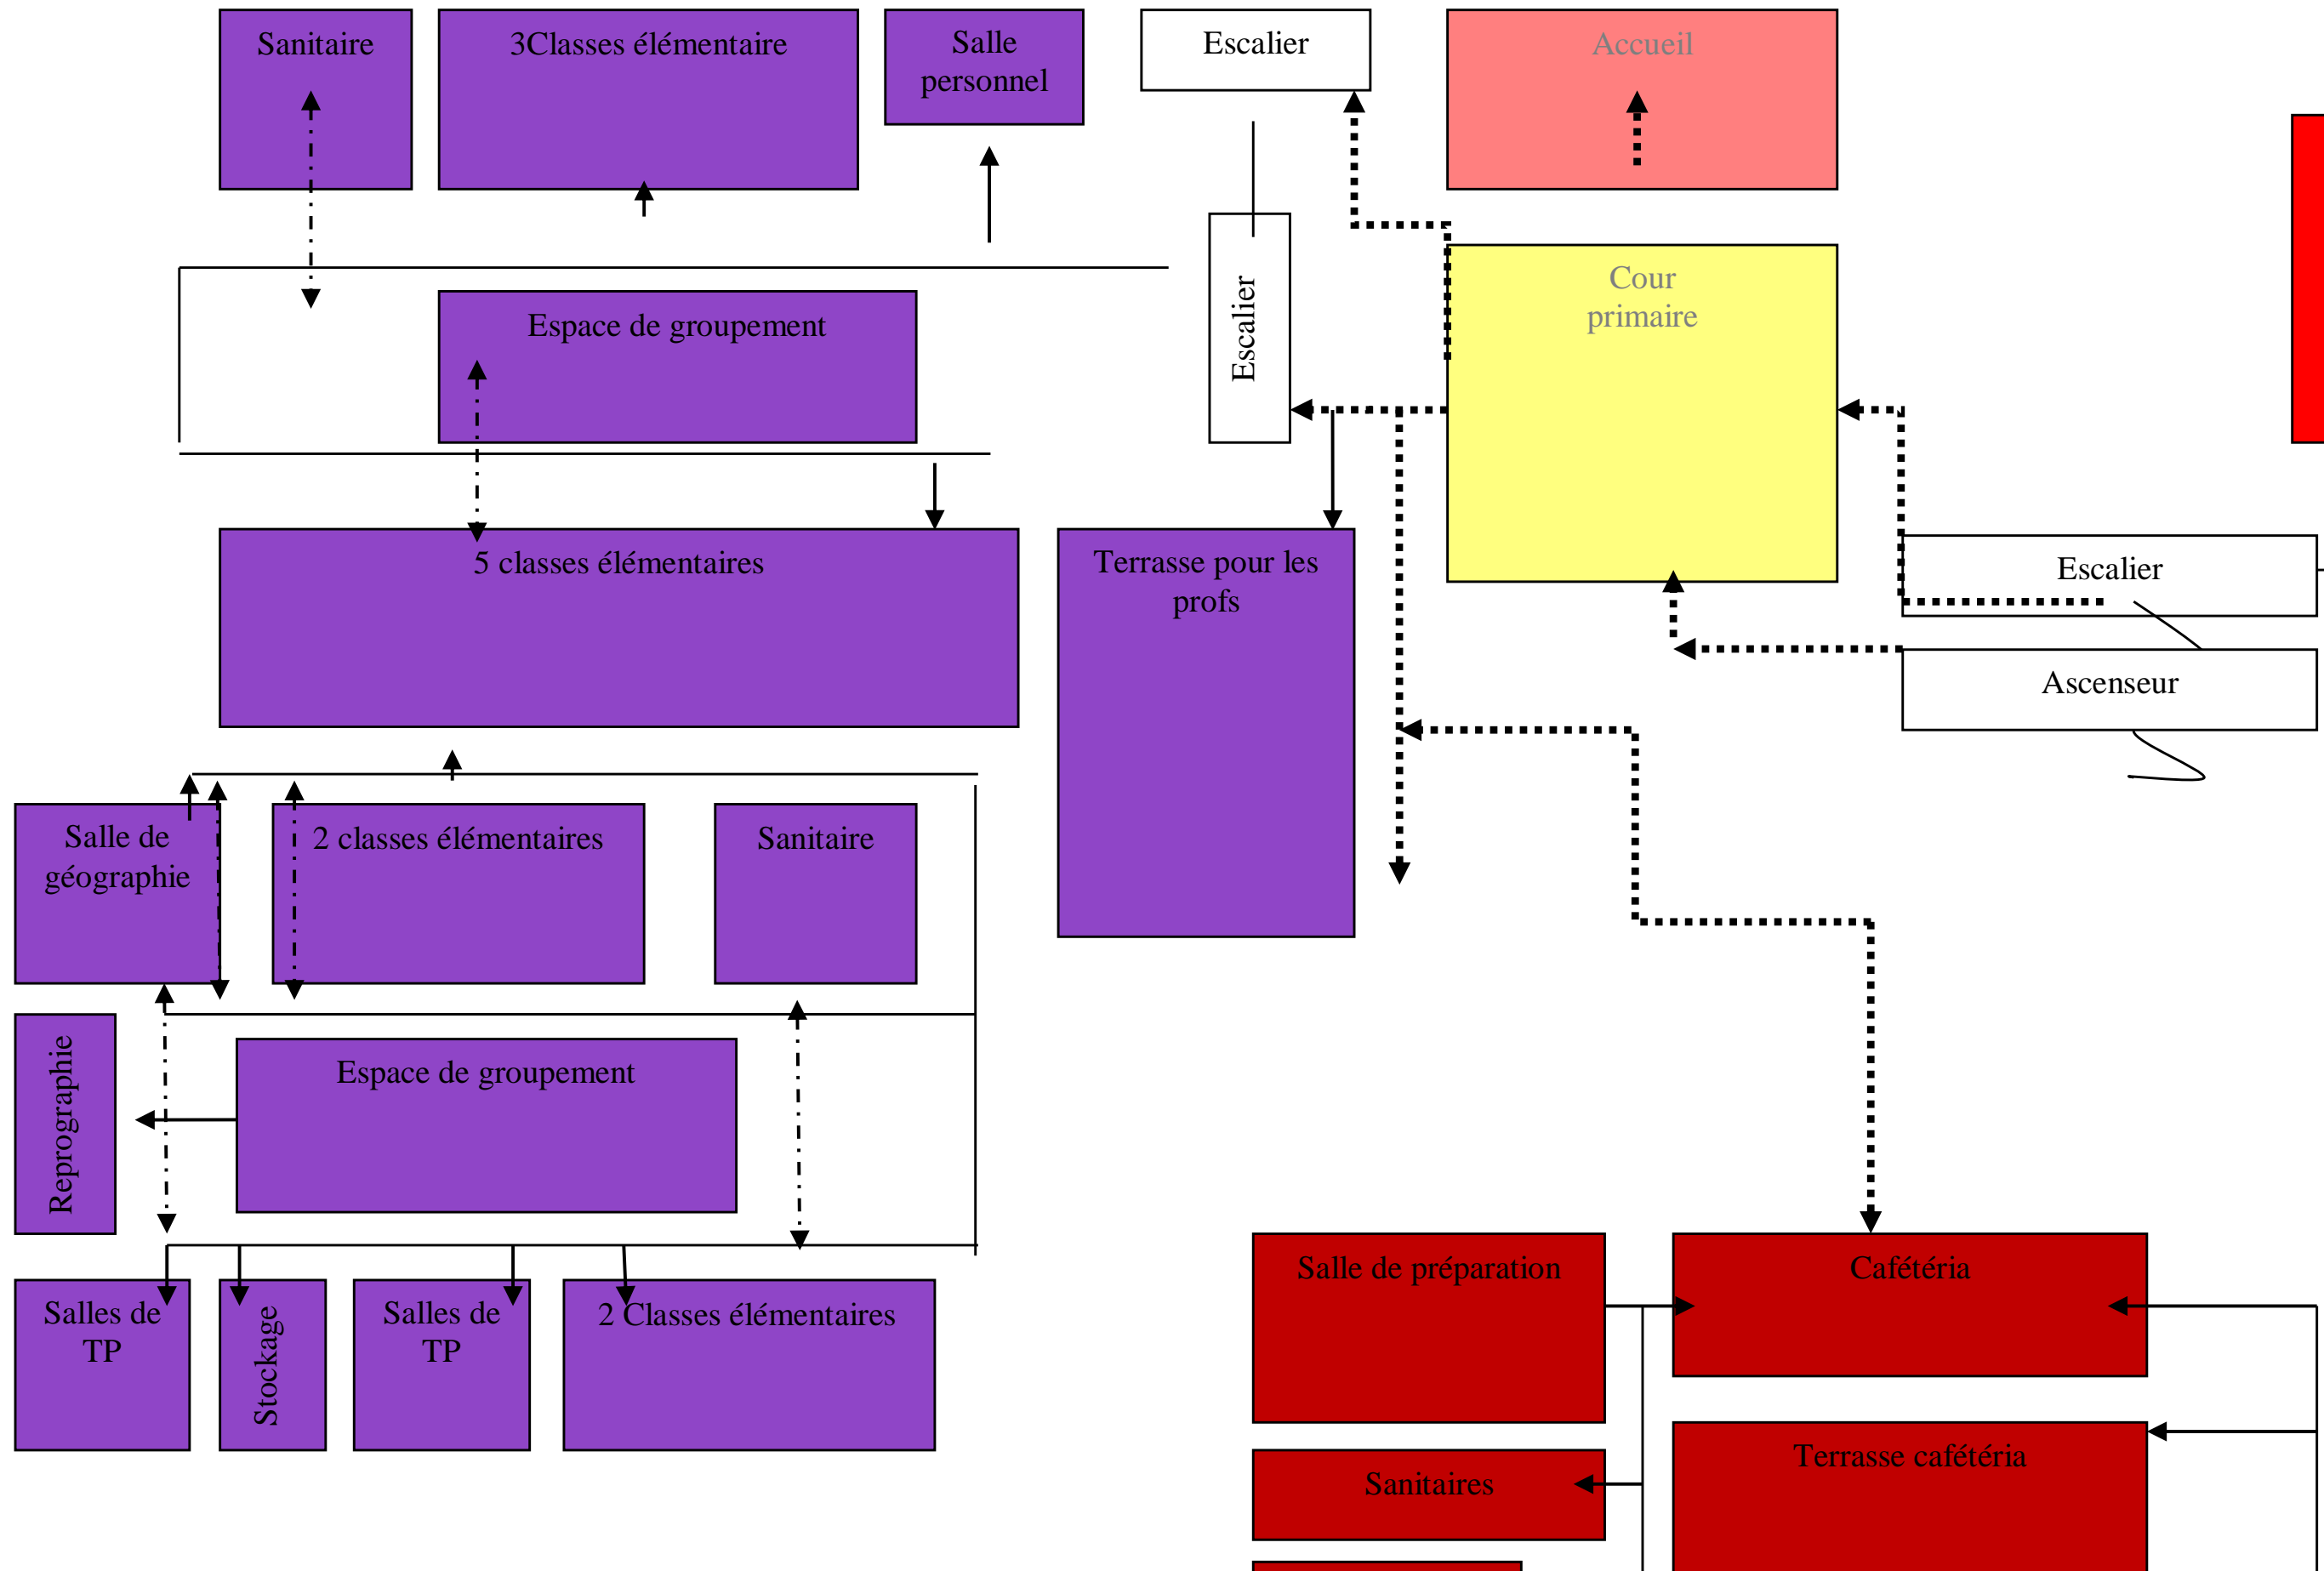 Sanitaire
3Classes élémentaire
Salle
personnel
Escalier
Accueil
Espace de groupement
Escalier
Cour
primaire
5 classes élémentaires
Terrasse pour les
profs
Escalier
Ascenseur
Salle de
géographie
2 classes élémentaires
Sanitaire
Reprographie
Espace de groupement
Salles de
TP
Stockage
Salles de
TP
2 Classes élémentaires
Salle de préparation
Cafétéria
Sanitaires
Terrasse cafétéria